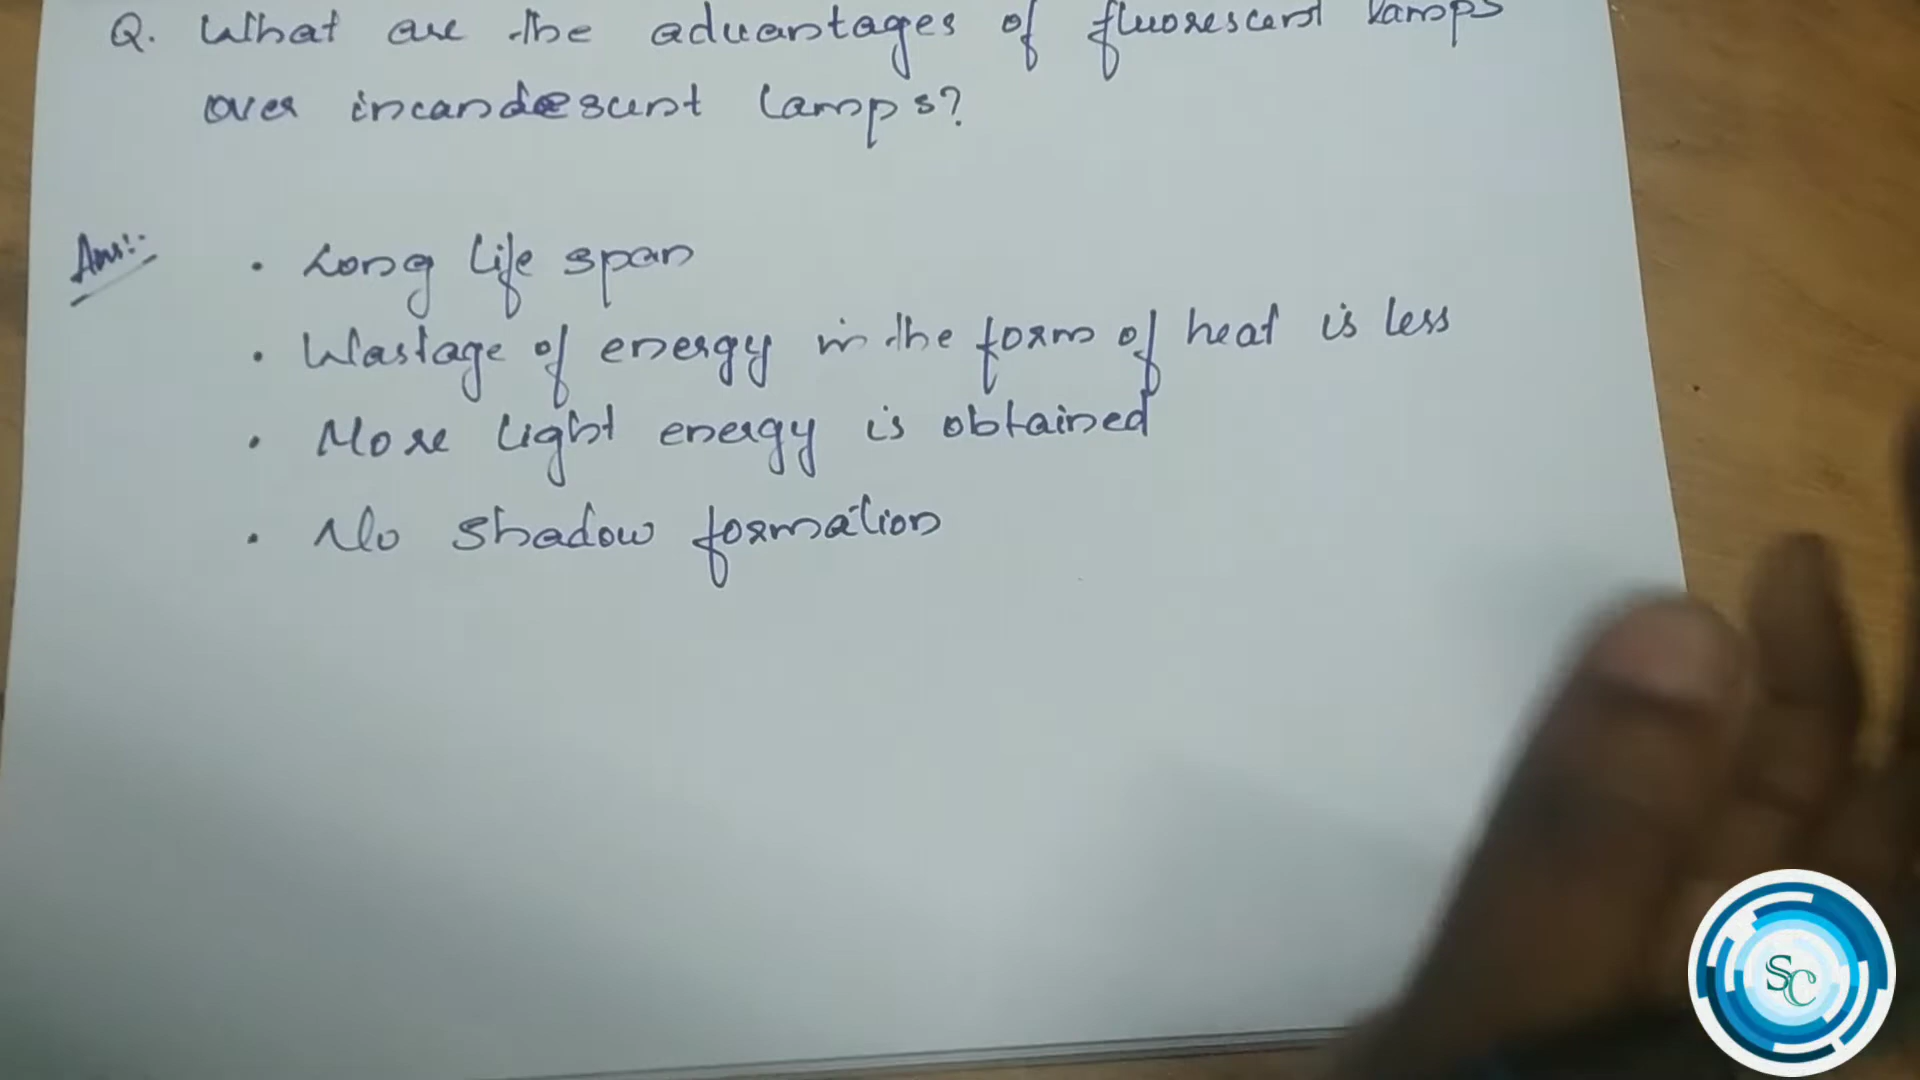 Q. What are the advantages of fluorescent lamps
over incandescent lamps?
Ans:-
• Long life span
• Wastage of energy in the form of heat is less
• More light energy is obtained
• No shadow formation
SC